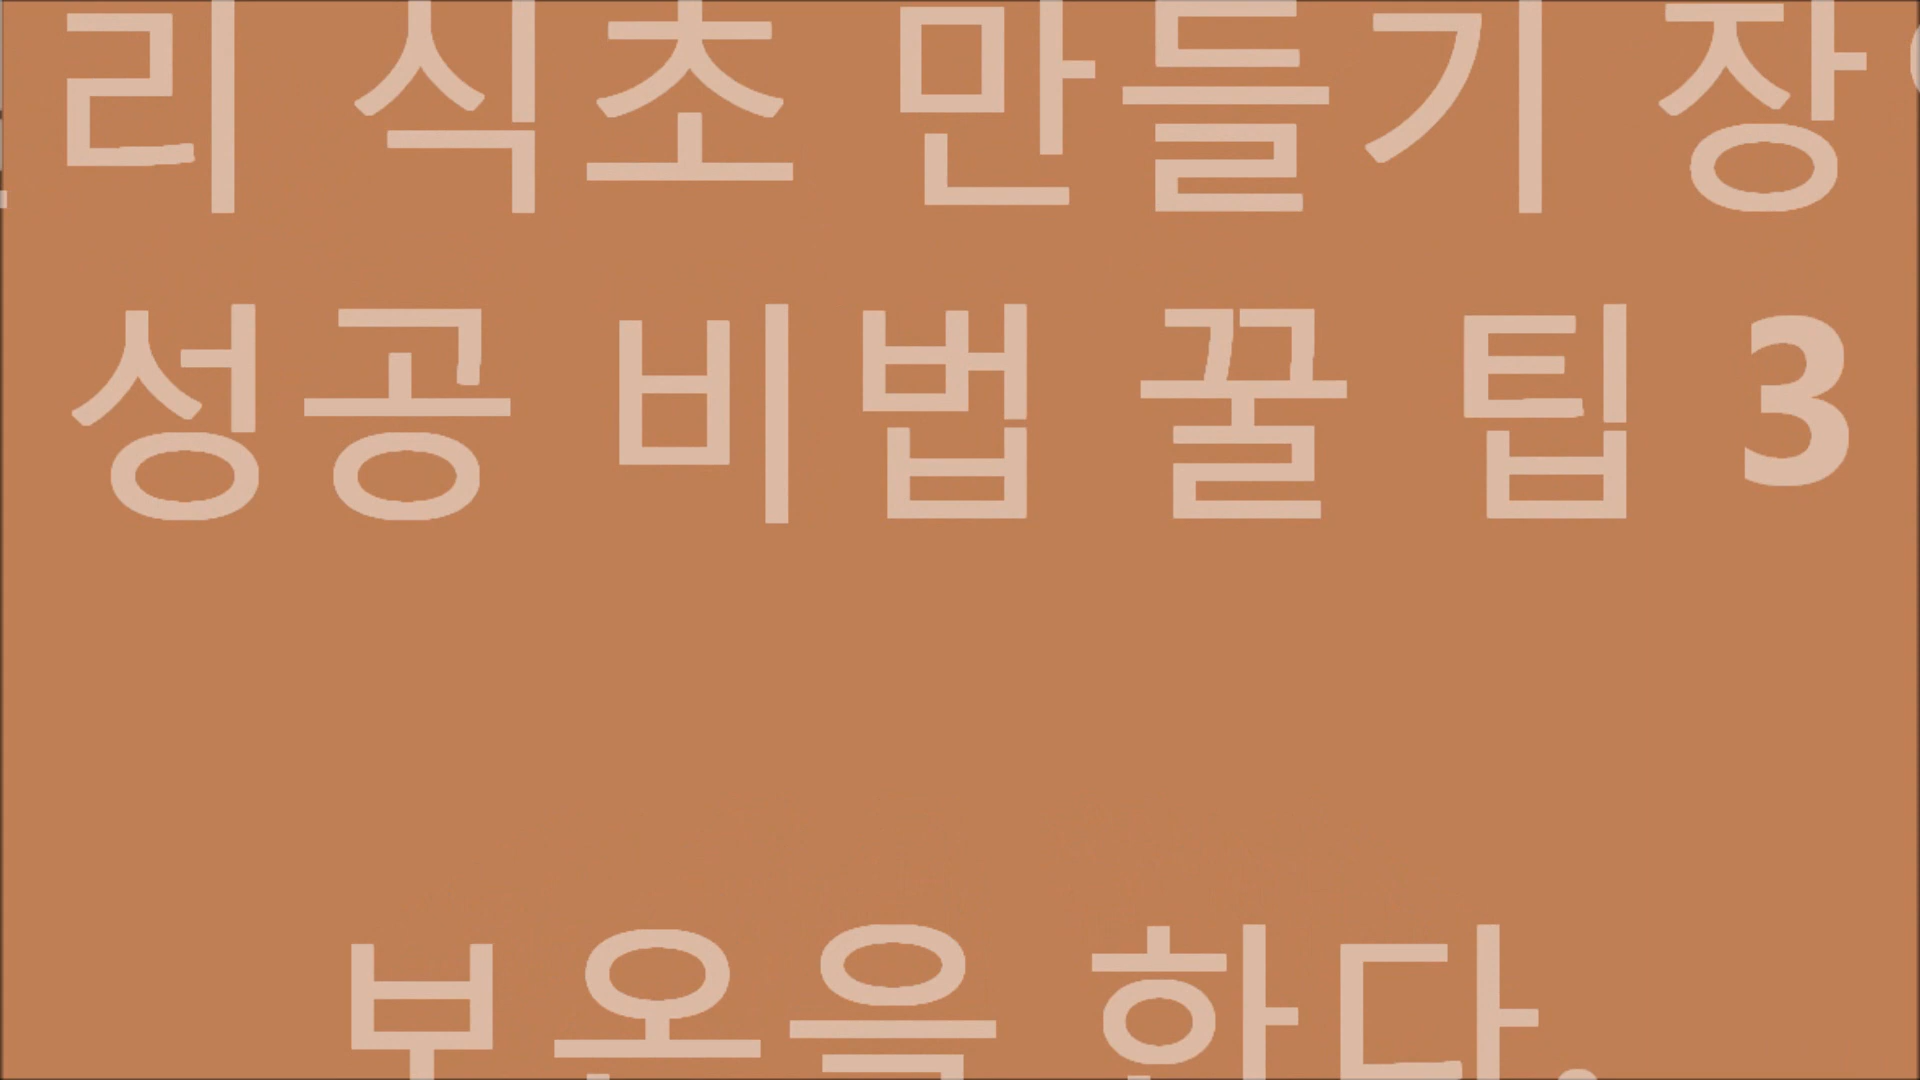 리 식초 만들기 장
성공 비법 꿀 팁 3
보온을 한다.